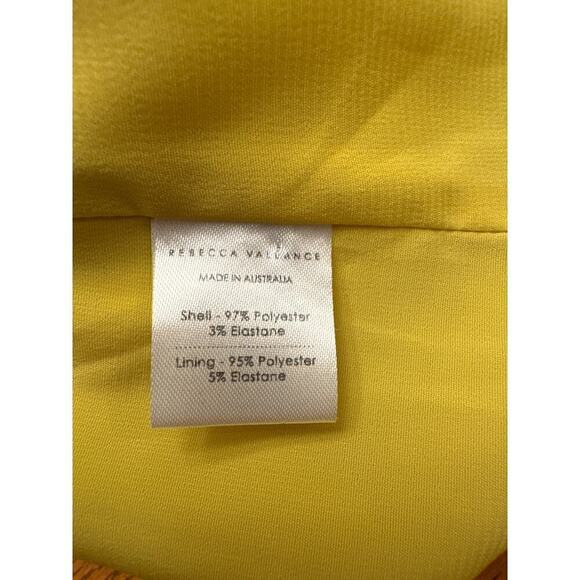 REBECCA VALLANCE
MADE IN AUSTRALIA
Shell - 97% Polyester
3% Elastane
Lining - 95% Polyester
5% Elastane